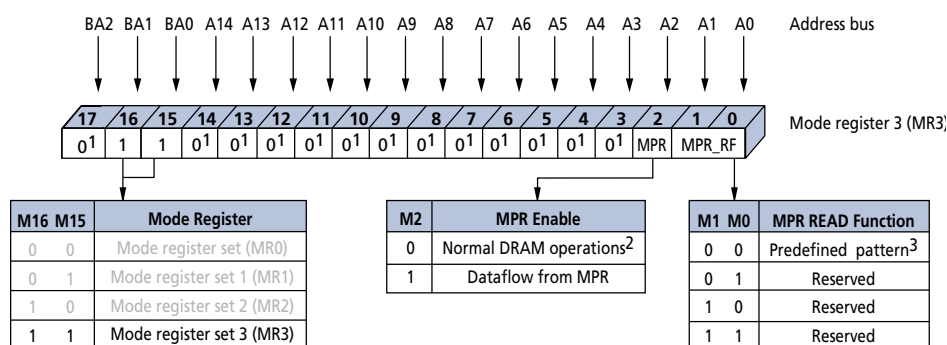 BA2 BA1 BA0 A14 A13 A12 A11 A10 A9 A8 A7 A6 A5 A4 A3 A2 A1 A0 Address bus
17 16 15 14 13 12 11 10 9 8 7 6 5 4 3 2 1 0
Mode register 3 (MR3)
0¹ 1 1 0¹ 0¹ 0¹ 0¹ 0¹ 0¹ 0¹ 0¹ 0¹ 0¹ 0¹ 0¹ MPR MPR_RF
M16 M15 Mode Register
0 0 Mode register set (MR0)
0 1 Mode register set 1 (MR1)
1 0 Mode register set 2 (MR2)
1 1 Mode register set 3 (MR3)
M2 MPR Enable
0 Normal DRAM operations²
1 Dataflow from MPR
M1 M0 MPR READ Function
0 0 Predefined pattern³
0 1 Reserved
1 0 Reserved
1 1 Reserved